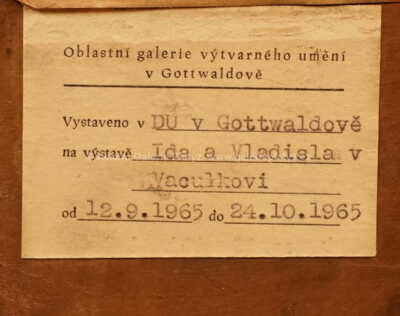 Oblastní galerie výtvarného umění
v Gottwaldově
Vystaveno v DU v Gottwaldově
na výstavě Ida a Vladisla v
Vaculkovi
od 12.9.1965 do 24.10.1965